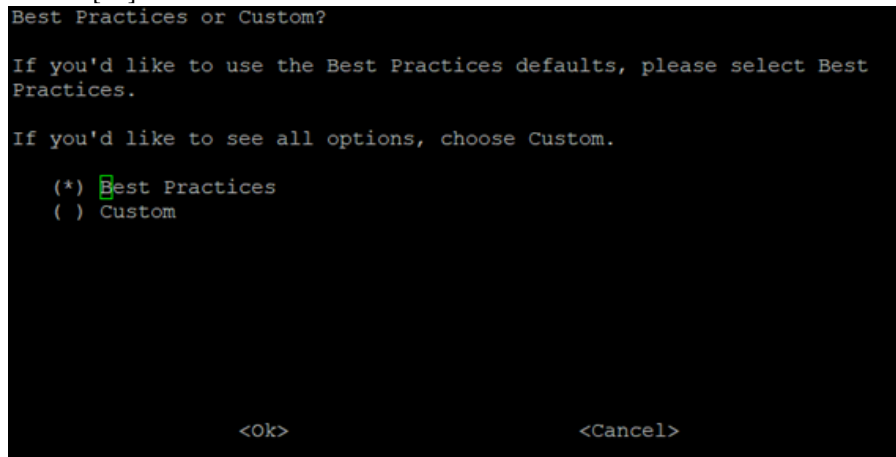 Best Practices or Custom?
If you'd like to use the Best Practices defaults, please select Best
Practices.
If you'd like to see all options, choose Custom.
(*) Best Practices
( ) Custom
<Ok> <Cancel>